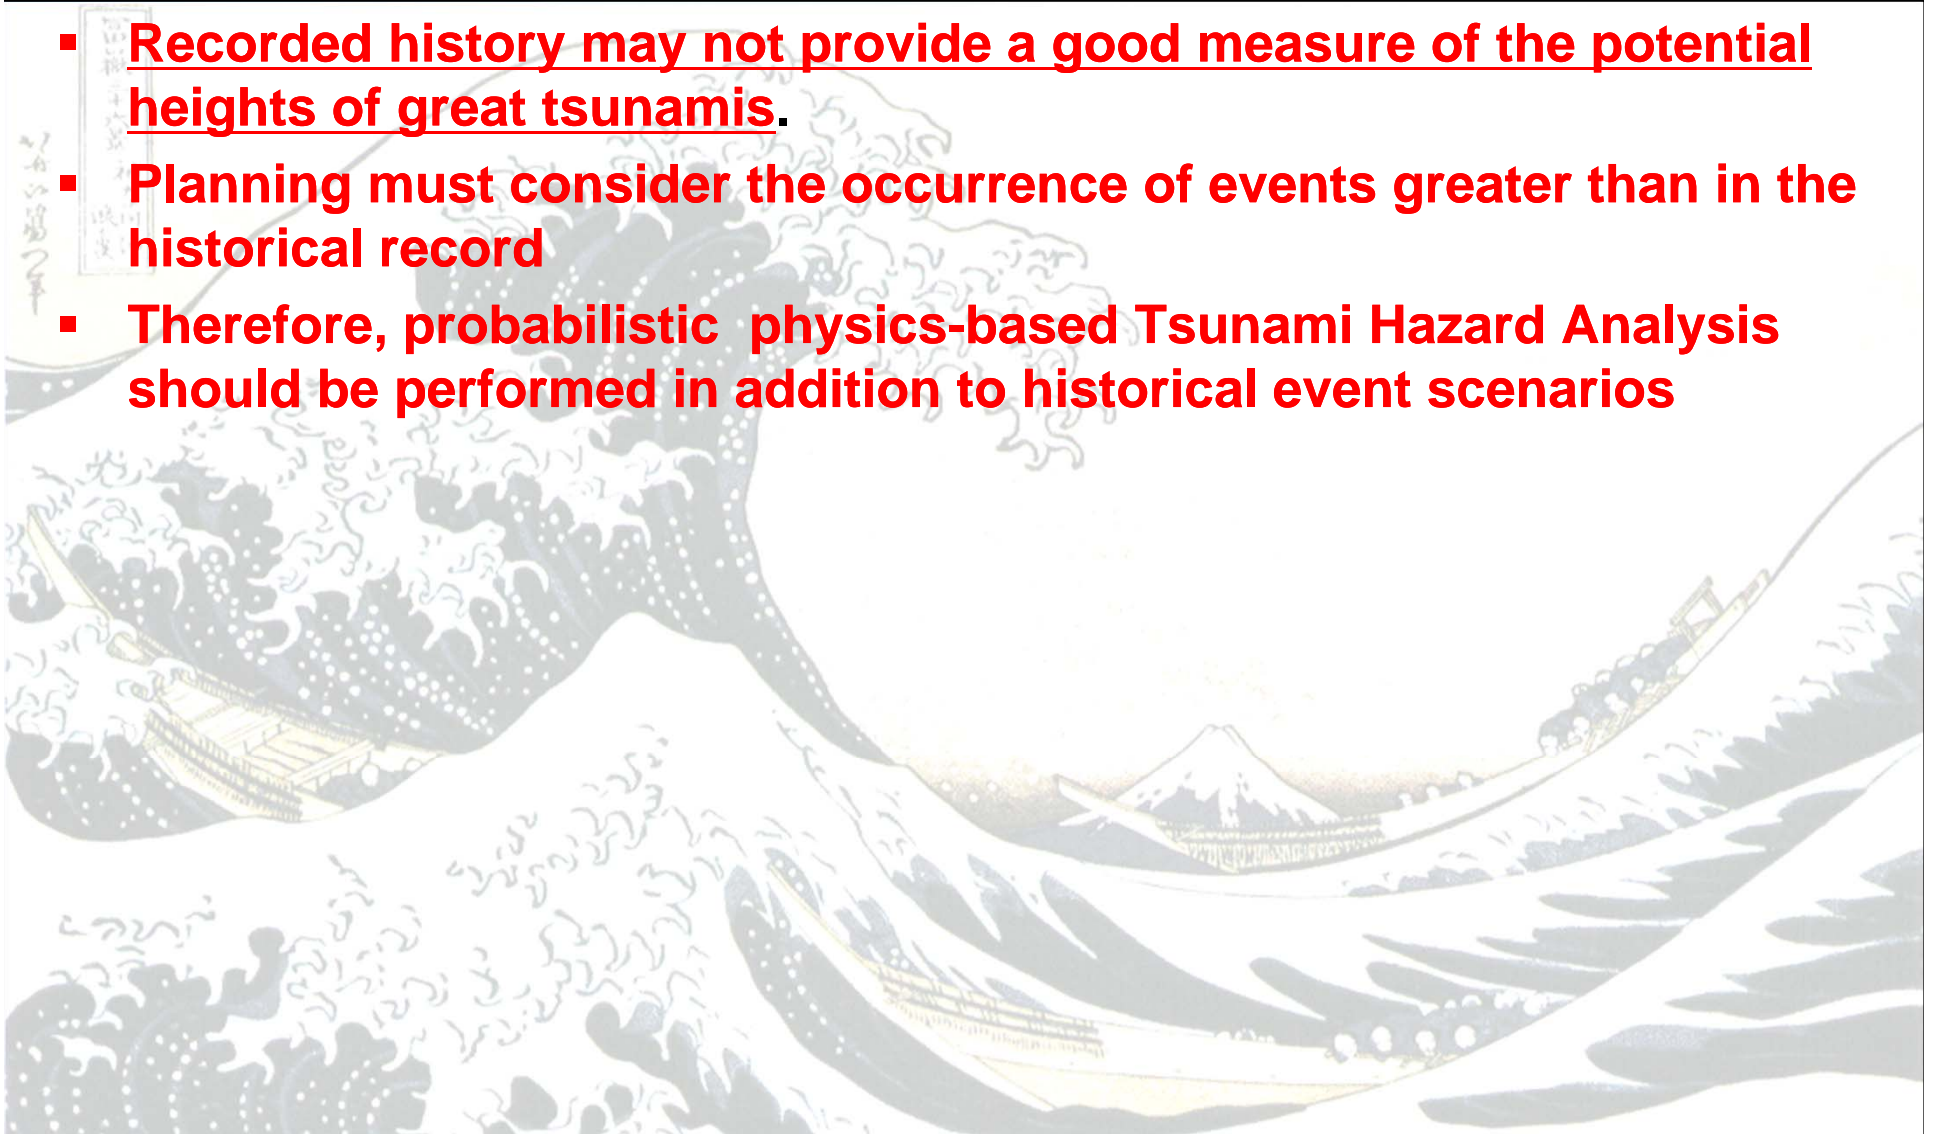 ▪ Recorded history may not provide a good measure of the potential
heights of great tsunamis.
▪ Planning must consider the occurrence of events greater than in the
historical record
▪ Therefore, probabilistic  physics-based Tsunami Hazard Analysis
should be performed in addition to historical event scenarios